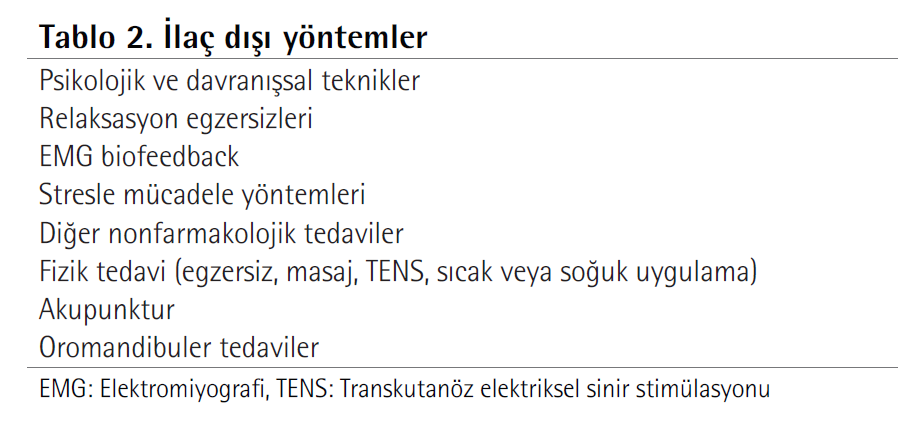 Tablo 2. İlaç dışı yöntemler
Psikolojik ve davranışsal teknikler
Relaksasyon egzersizleri
EMG biofeedback
Stresle mücadele yöntemleri
Diğer nonfarmakolojik tedaviler
Fizik tedavi (egzersiz, masaj, TENS, sıcak veya soğuk uygulama)
Akupunktur
Oromandibuler tedaviler
EMG: Elektromiyografi, TENS: Transkutanöz elektriksel sinir stimülasyonu